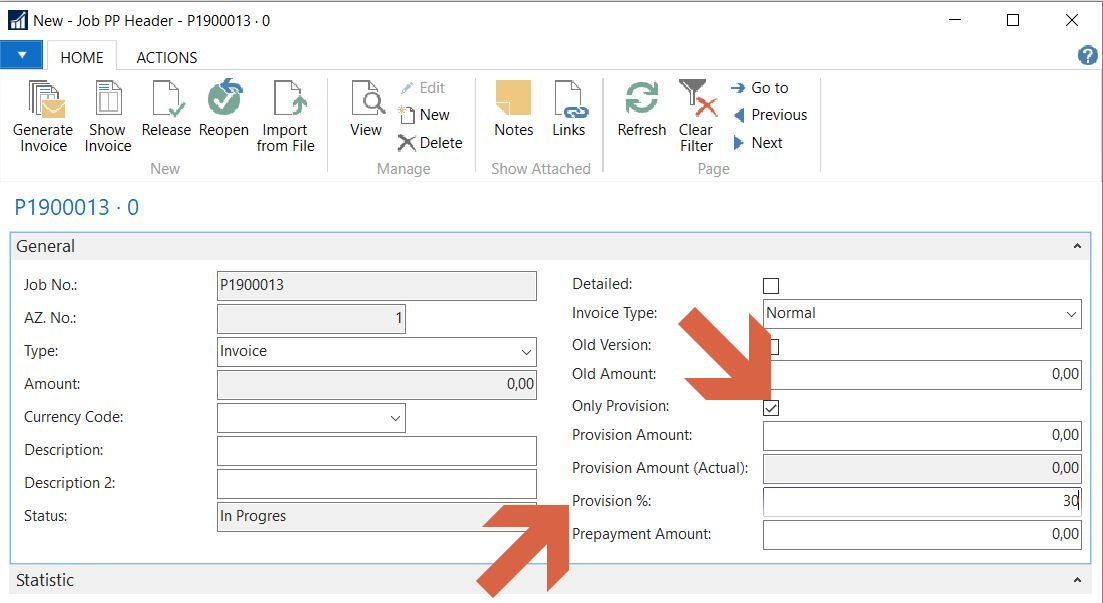 New - Job PP Header - P1900013 · 0
HOME ACTIONS
Generate Invoice
Show Invoice
Release
Reopen
Import from File
New
View
Edit
New
Delete
Manage
Notes
Links
Show Attached
Refresh
Clear Filter
Go to
Previous
Next
Page
P1900013 · 0
General
Job No.: P1900013
AZ. No.: 1
Type: Invoice
Amount: 0,00
Currency Code:
Description:
Description 2:
Status: In Progres
Detailed:
Invoice Type: Normal
Old Version:
Old Amount: 0,00
Only Provision:
Provision Amount: 0,00
Provision Amount (Actual): 0,00
Provision %: 30
Prepayment Amount: 0,00
Statistic